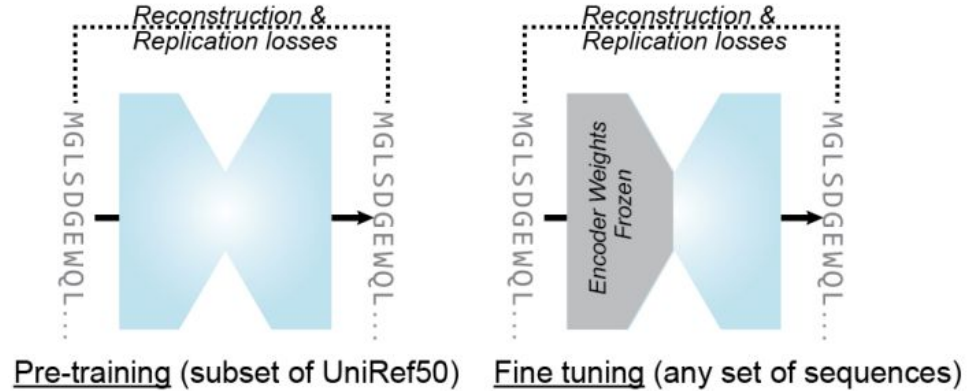 Reconstruction &
Replication losses
MGLSDGEWQL...
MGLSDGEWQL...
Pre-training (subset of UniRef50)
Reconstruction &
Replication losses
MGLSDGEWQL...
Encoder Weights
Frozen
MGLSDGEWQL...
Fine tuning (any set of sequences)